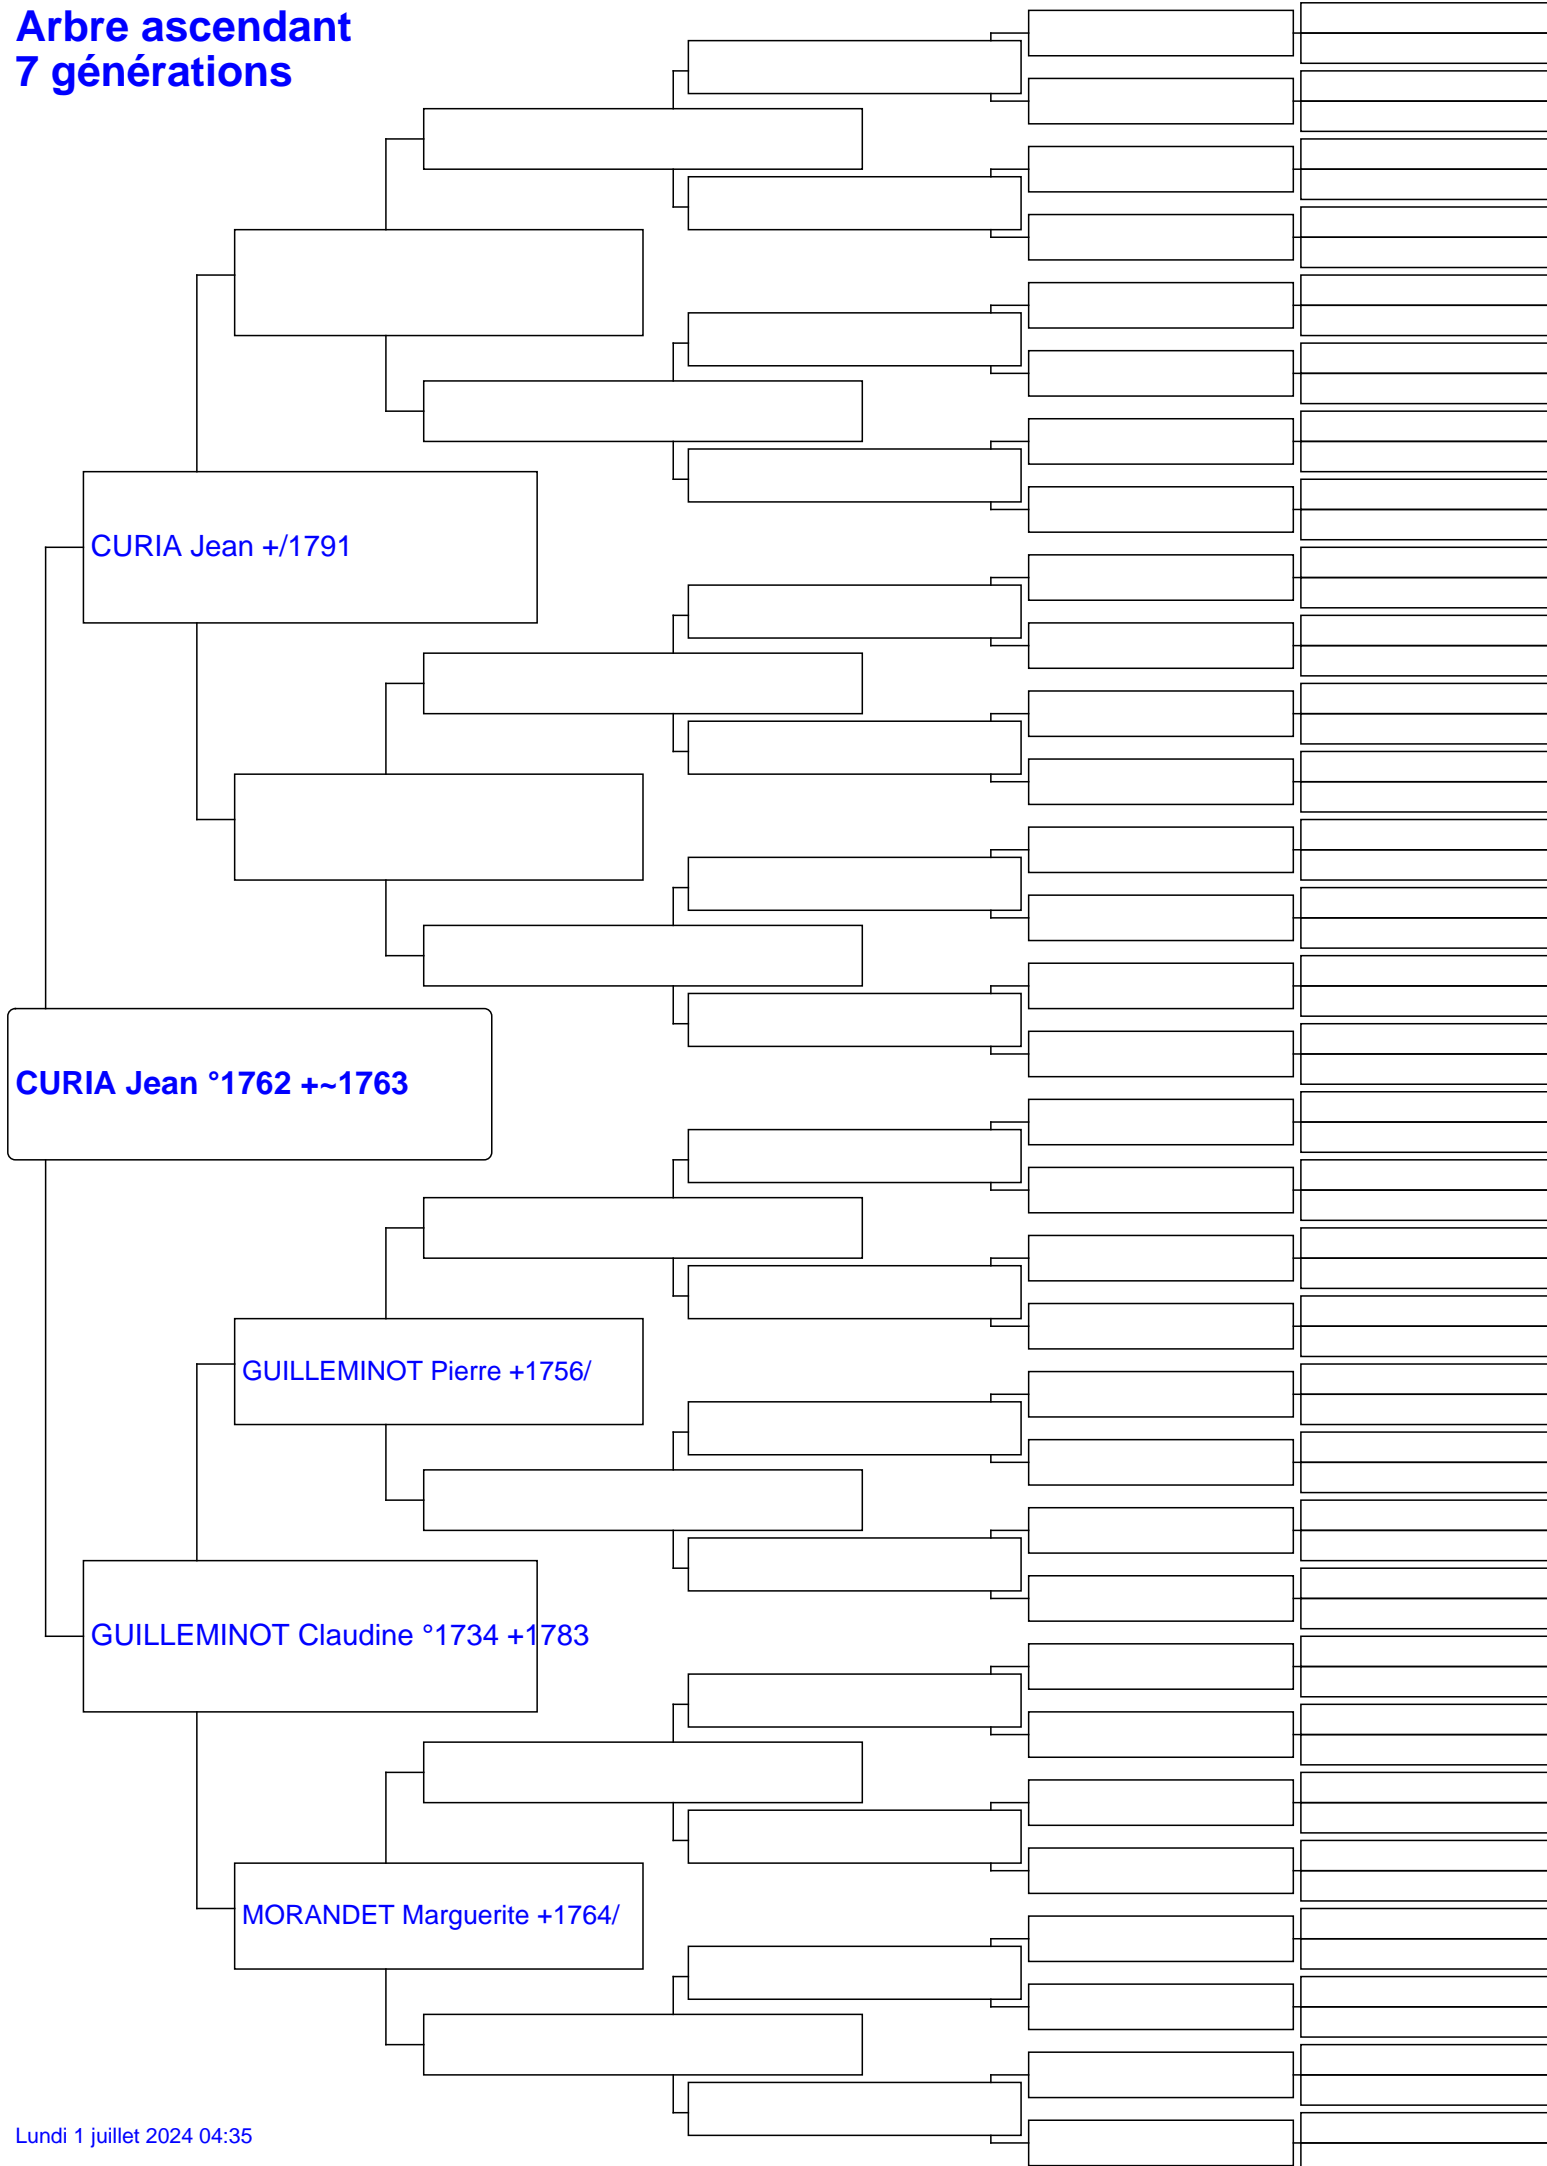 Arbre ascendant
7 générations
CURIA Jean +/1791
CURIA Jean °1762 +~1763
GUILLEMINOT Pierre +1756/
GUILLEMINOT Claudine °1734 +1783
MORANDET Marguerite +1764/
Lundi 1 juillet 2024 04:35